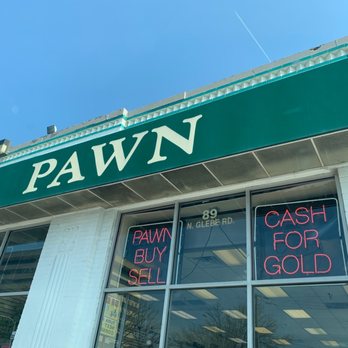 PAWN
PAWN
BUY
SELL
89
N. GLEBE RD.
CASH
FOR
GOLD